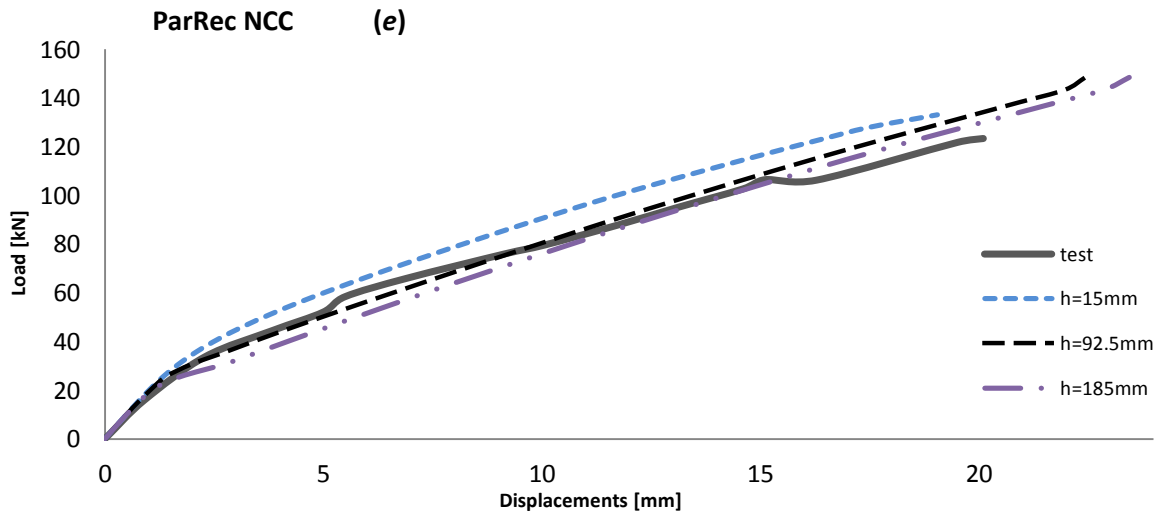 ParRec NCC (e)
160
140
120
100
80
60
40
20
0
Load [kN]
0 5 10 15 20
Displacements [mm]
test
h=15mm
h=92.5mm
h=185mm